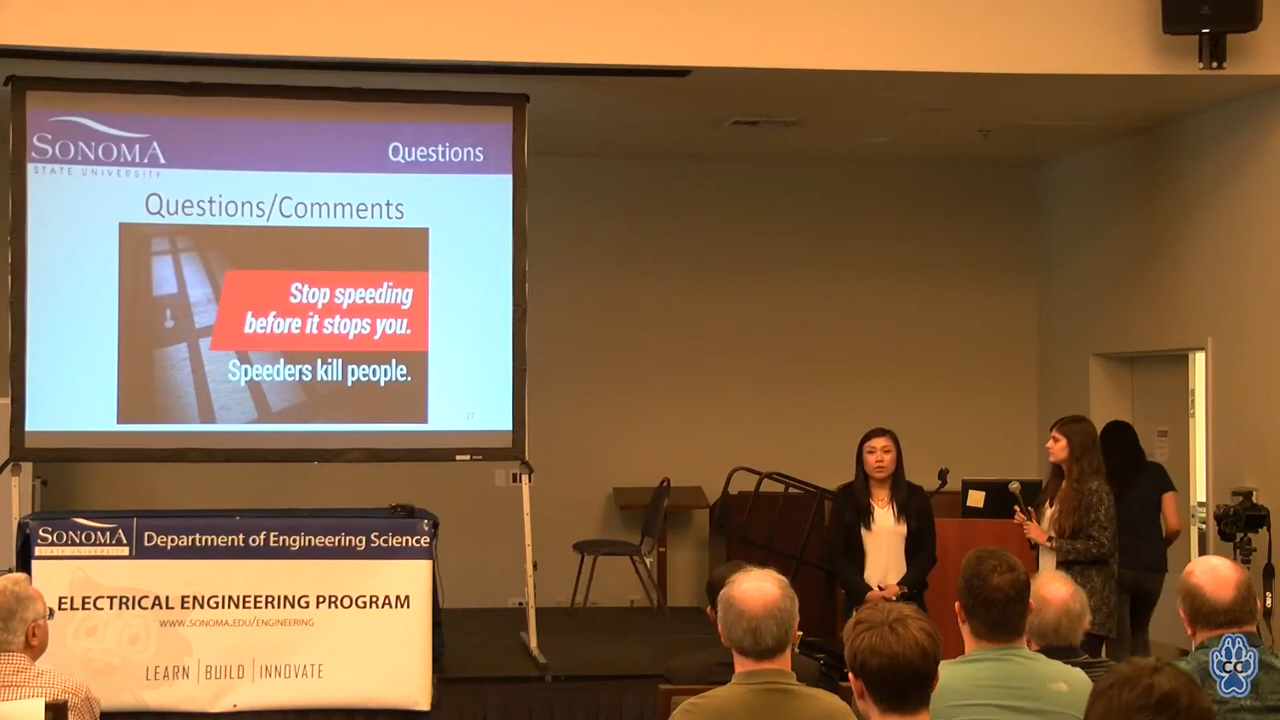 SONOMA
STATE UNIVERSITY
Questions
Questions/Comments
Stop speeding
before it stops you.
Speeders kill people.
27
SONOMA
STATE UNIVERSITY
Department of Engineering Science
ELECTRICAL ENGINEERING PROGRAM
WWW.SONOMA.EDU/ENGINEERING
LEARN | BUILD | INNOVATE
CC